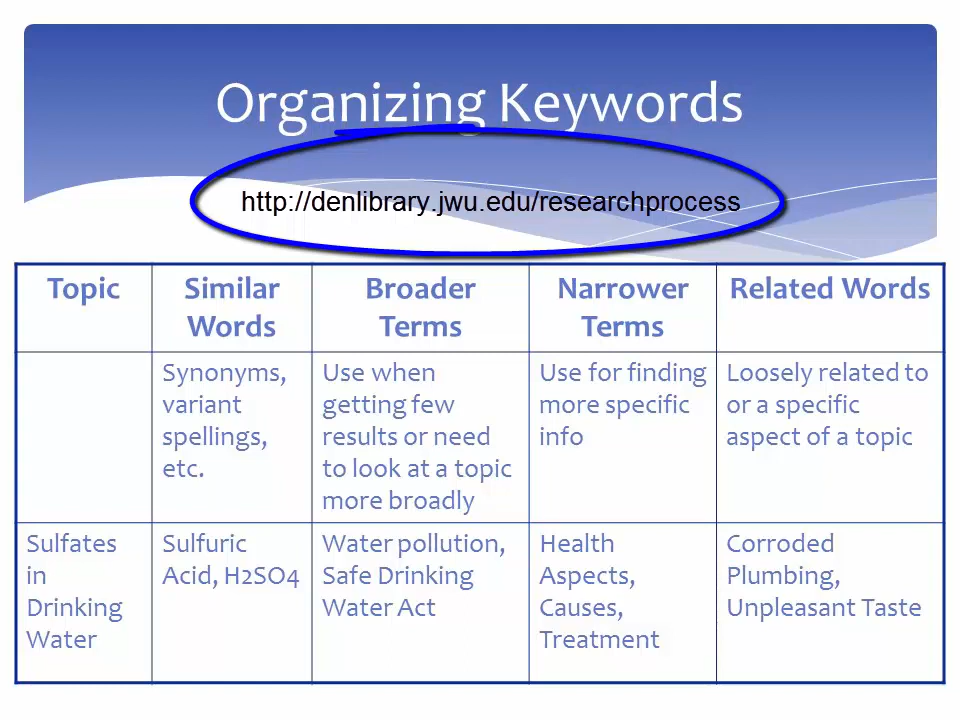 Organizing Keywords
http://denlibrary.jwu.edu/researchprocess
Topic
Similar
Words
Broader
Terms
Narrower
Terms
Related Words
Synonyms,
variant
spellings,
etc.
Use when
getting few
results or need
to look at a topic
more broadly
Use for finding
more specific
info
Loosely related to
or a specific
aspect of a topic
Sulfates
in
Drinking
Water
Sulfuric
Acid, H2SO4
Water pollution,
Safe Drinking
Water Act
Health
Aspects,
Causes,
Treatment
Corroded
Plumbing,
Unpleasant Taste